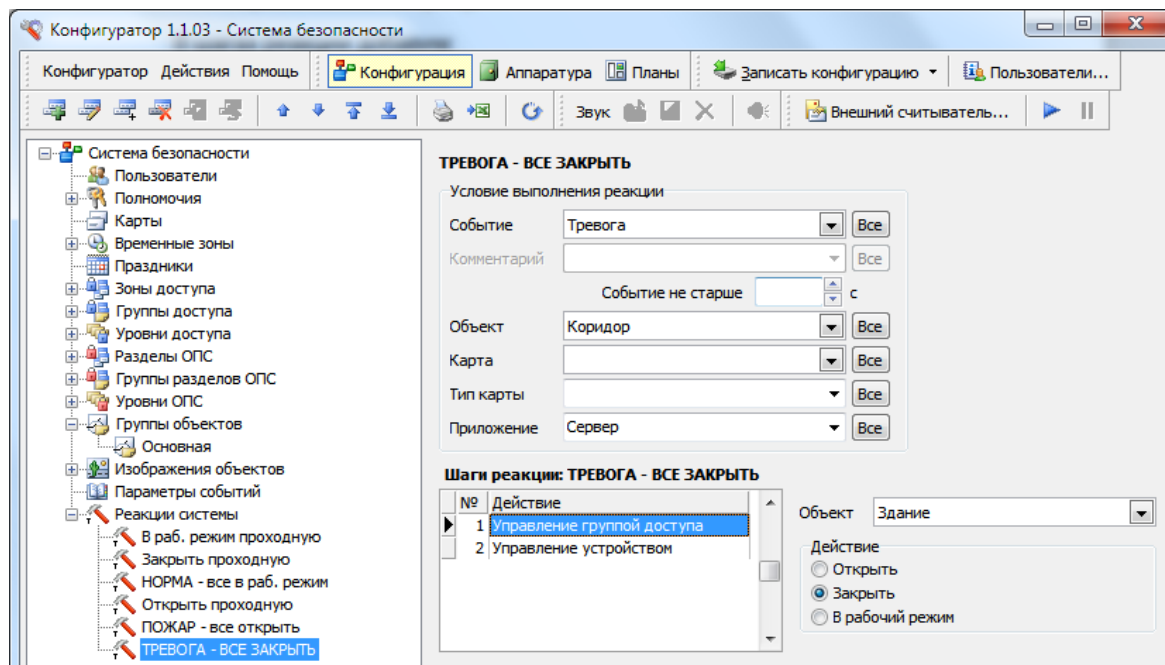 Конфигуратор 1.1.03 - Система безопасности
Конфигуратор Действия Помощь Конфигурация Аппаратура Планы Записать конфигурацию Пользователи...
Звук Внешний считыватель...
Система безопасности
Пользователи
Полномочия
Карты
Временные зоны
Праздники
Зоны доступа
Группы доступа
Уровни доступа
Разделы ОПС
Группы разделов ОПС
Уровни ОПС
Группы объектов
Основная
Изображения объектов
Параметры событий
Реакции системы
В раб. режим проходную
Закрыть проходную
НОРМА - все в раб. режим
Открыть проходную
ПОЖАР - все открыть
ТРЕВОГА - ВСЕ ЗАКРЫТЬ
ТРЕВОГА - ВСЕ ЗАКРЫТЬ
Условие выполнения реакции
Событие Тревога Все
Комментарий Все
Событие не старше с
Объект Коридор Все
Карта Все
Тип карты Все
Приложение Сервер Все
Шаги реакции: ТРЕВОГА - ВСЕ ЗАКРЫТЬ
№ Действие
1 Управление группой доступа
2 Управление устройством
Объект Здание
Действие
Открыть
Закрыть
В рабочий режим